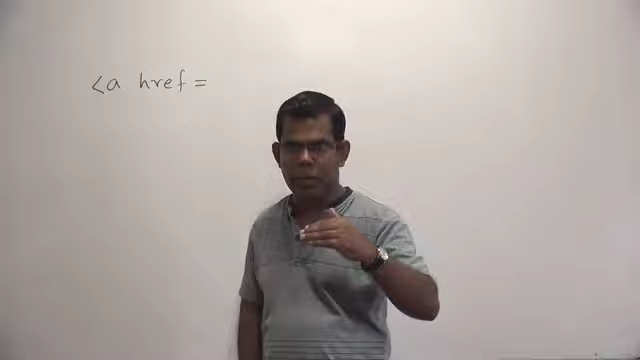 <a href =